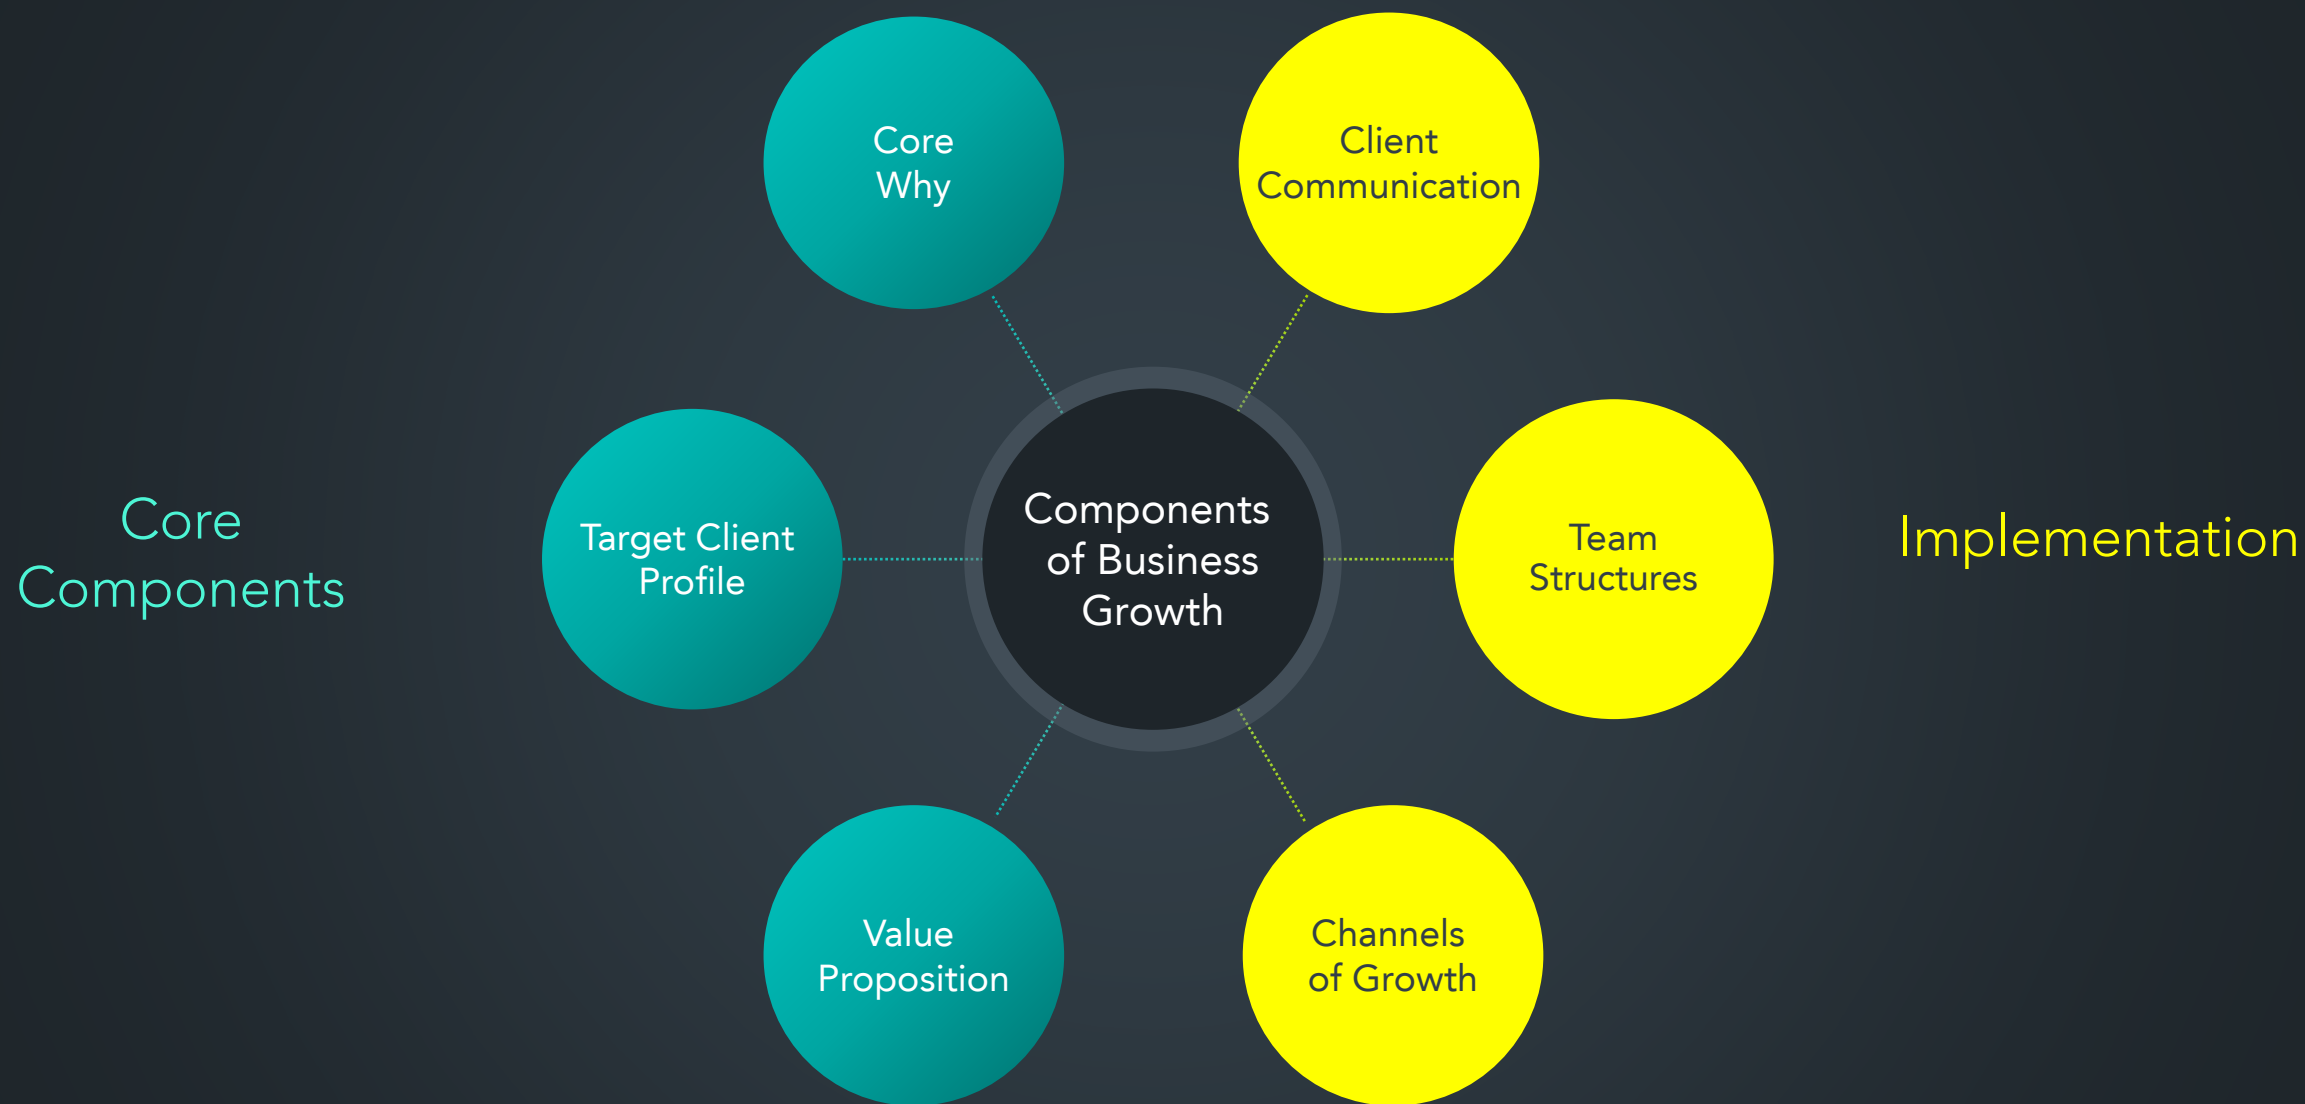 Core
Why
Client
Communication
Core
Components
Target Client
Profile
Components
of Business
Growth
Team
Structures
Implementation
Value
Proposition
Channels
of Growth